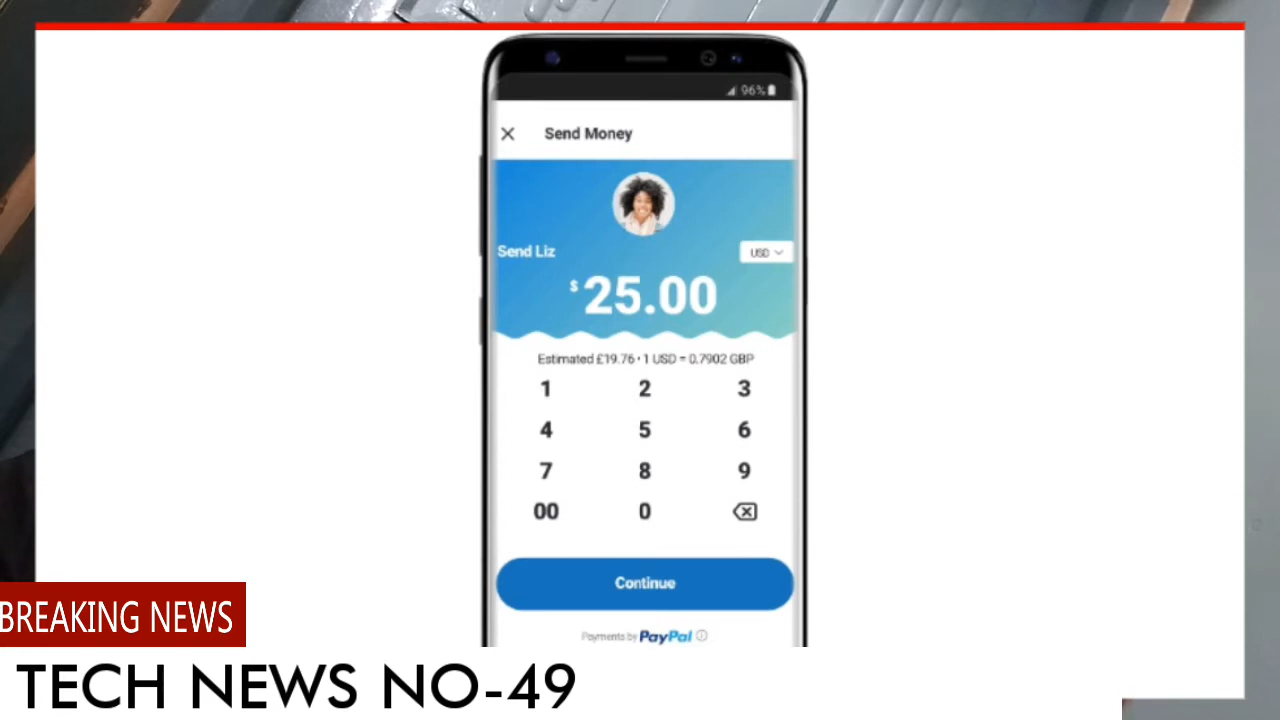 96%
Send Money
Send Liz
USD
$ 25.00
Estimated £19.76 • 1 USD = 0.7902 GBP
1 2 3
4 5 6
7 8 9
00 0
Continue
Payments by PayPal
BREAKING NEWS
TECH NEWS NO-49